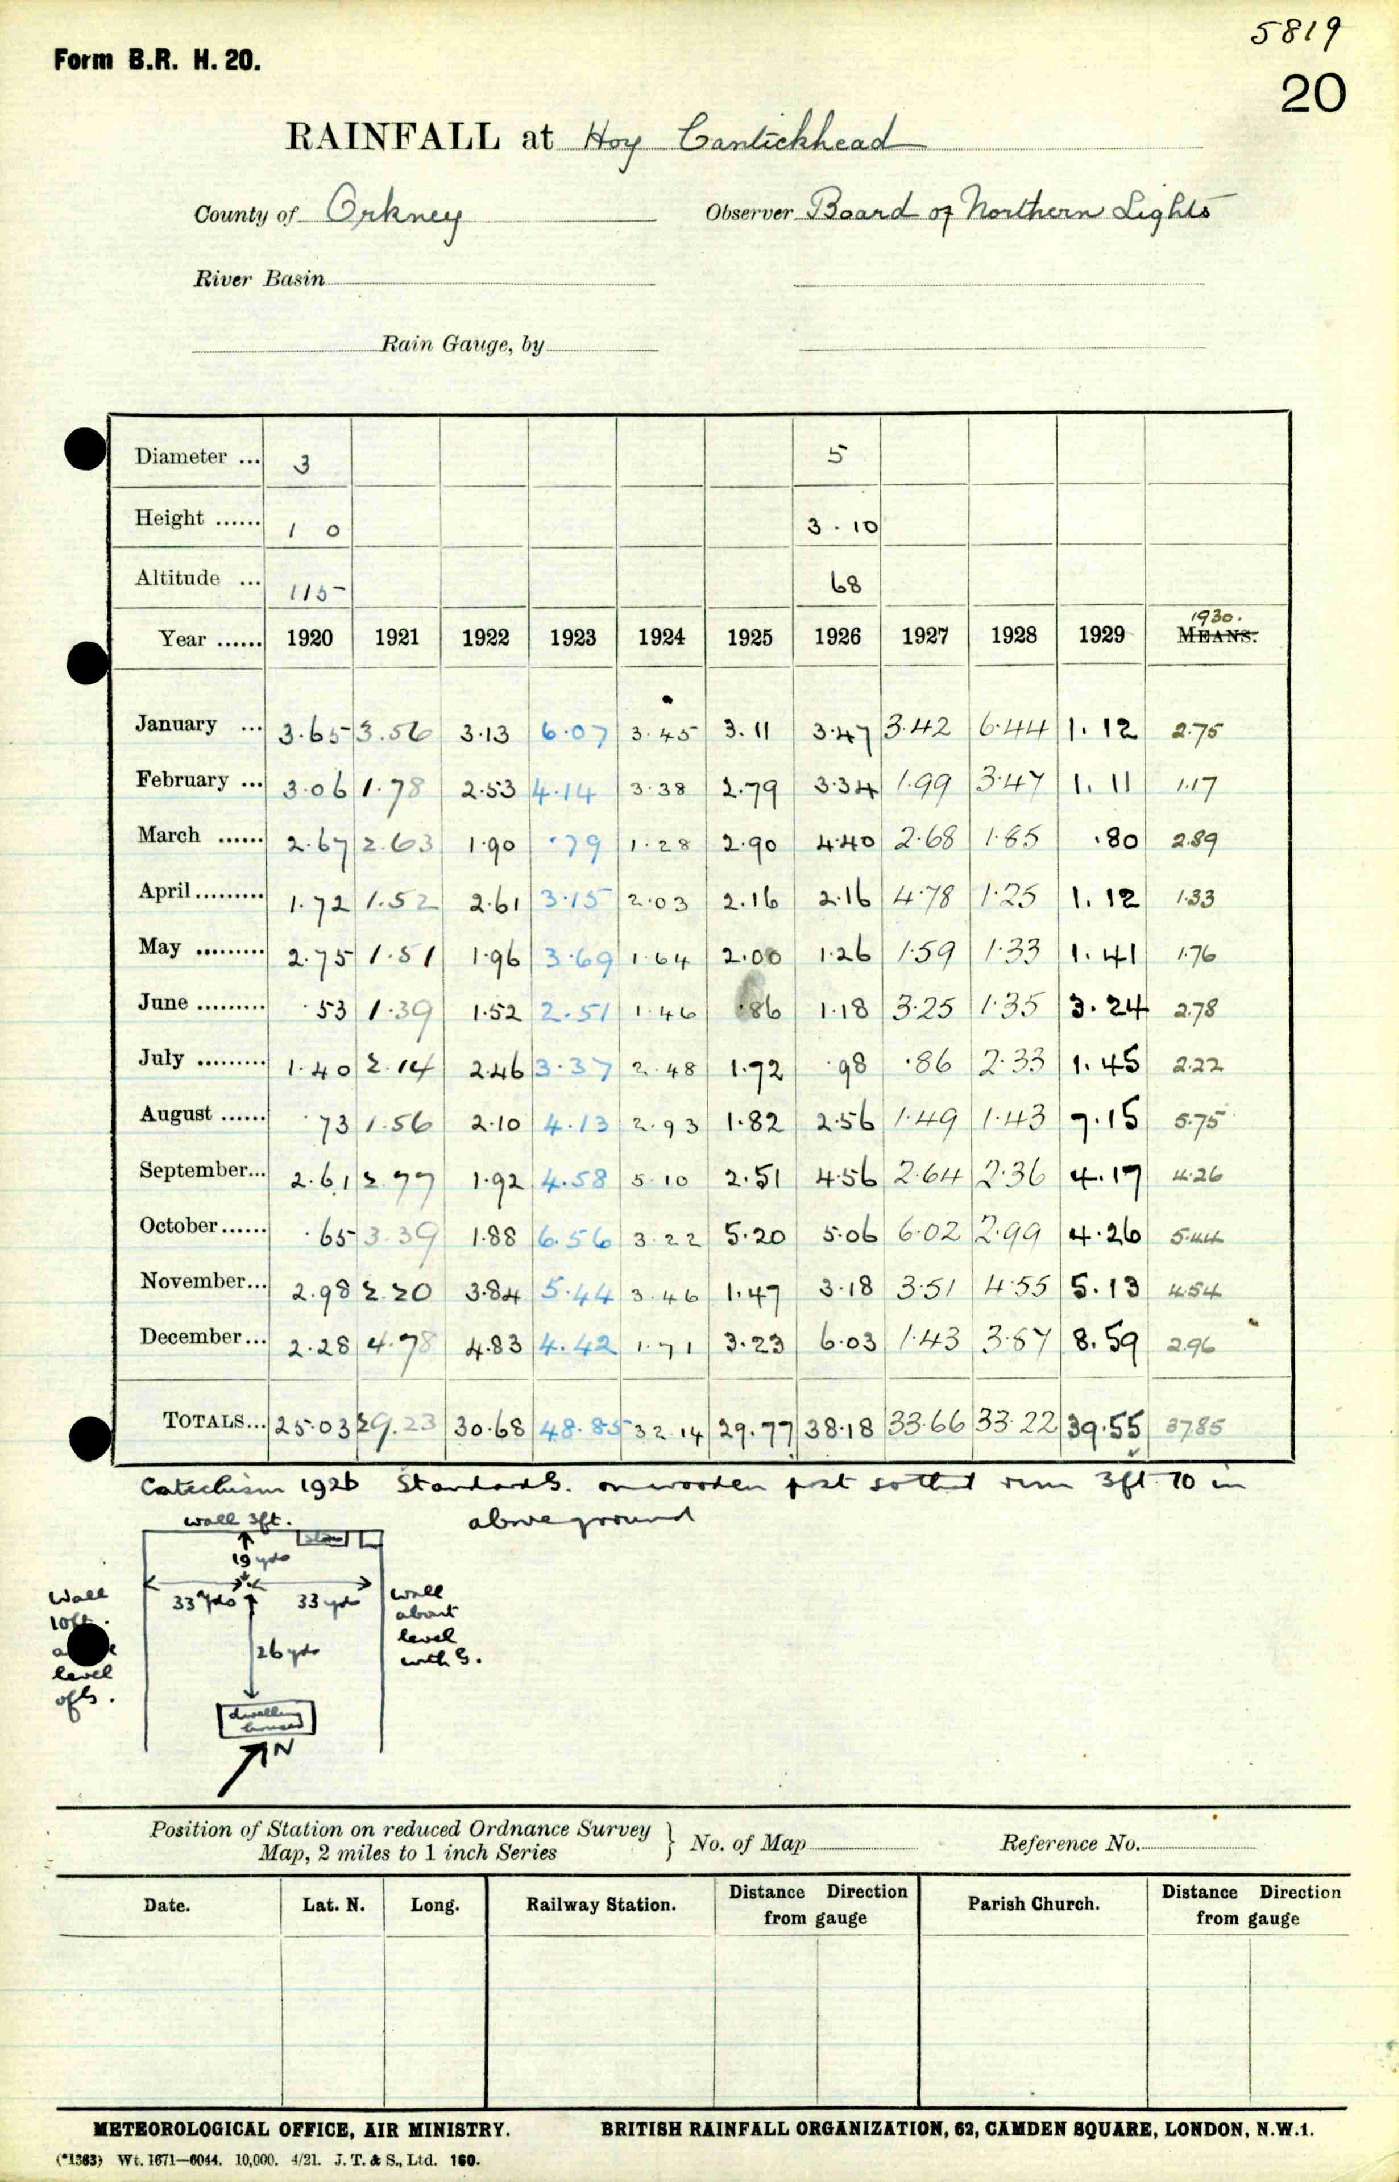 5819
Form B.R. H. 20.
20
RAINFALL at Hoy Cantickhead
County of Orkney Observer Board of Northern Lights
River Basin
Rain Gauge, by
Diameter ... 3 5
Height ...... 1 0 3 - 10
Altitude ... 115 68
1930.
Year ...... 1920 1921 1922 1923 1924 1925 1926 1927 1928 1929 MEANS.
January ... 3.65 3.56 3.13 6.07 3.45 3.11 3.47 3.42 6.44 1.12 2.75
February ... 3.06 1.78 2.53 4.14 3.38 2.79 3.34 1.99 3.47 1.11 1.17
March ...... 2.67 2.63 1.90 .79 1.28 2.90 4.40 2.68 1.85 .80 2.89
April......... 1.72 1.52 2.61 3.15 2.03 2.16 2.16 4.78 1.25 1.12 1.33
May ......... 2.75 1.51 1.96 3.69 1.64 2.00 1.26 1.59 1.33 1.41 1.76
June ......... .53 1.39 1.52 2.51 1.46 .86 1.18 3.25 1.35 3.24 2.78
July ......... 1.40 2.14 2.46 3.37 2.48 1.72 .98 .86 2.33 1.45 2.22
August ...... .73 1.56 2.10 4.13 2.93 1.82 2.56 1.49 1.43 7.15 5.75
September... 2.61 2.77 1.92 4.58 5.10 2.51 4.56 2.64 2.36 4.17 4.26
October...... .65 3.39 1.88 6.56 3.22 5.20 5.06 6.02 2.99 4.26 5.44
November... 2.98 2.20 3.84 5.44 3.46 1.47 3.18 3.51 4.55 5.13 4.54
December... 2.28 4.78 4.83 4.42 1.71 3.23 6.03 1.43 3.87 8.59 2.96
TOTALS... 25.03 29.23 30.68 48.85 32.14 29.77 38.18 33.66 33.22 39.55 37.85
Catechism 1926 Standard G. on wooden post so that rim 3ft 10 in
above ground
wall 3ft.
19 yds
33 yds 33 yds
Wall
10ft.
level
of G.
wall
about
level
with G.
26 yds
dwelling
houses
N
Position of Station on reduced Ordnance Survey
Map, 2 miles to 1 inch Series } No. of Map Reference No.
Date. Lat. N. Long. Railway Station. Distance Direction from gauge Parish Church. Distance Direction from gauge
METEOROLOGICAL OFFICE, AIR MINISTRY. BRITISH RAINFALL ORGANIZATION, 62, CAMDEN SQUARE, LONDON, N.W.1.
(*1383) Wt. 1671—6044. 10,000. 4/21. J. T. & S., Ltd. 160.